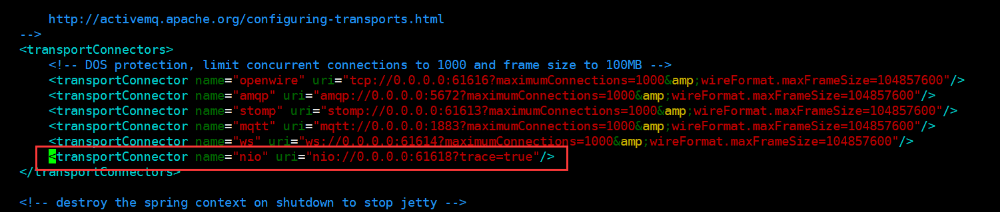 http://activemq.apache.org/configuring-transports.html
-->
<transportConnectors>
<!-- DOS protection, limit concurrent connections to 1000 and frame size to 100MB -->
<transportConnector name="openwire" uri="tcp://0.0.0.0:61616?maximumConnections=1000&amp;wireFormat.maxFrameSize=104857600"/>
<transportConnector name="amqp" uri="amqp://0.0.0.0:5672?maximumConnections=1000&amp;wireFormat.maxFrameSize=104857600"/>
<transportConnector name="stomp" uri="stomp://0.0.0.0:61613?maximumConnections=1000&amp;wireFormat.maxFrameSize=104857600"/>
<transportConnector name="mqtt" uri="mqtt://0.0.0.0:1883?maximumConnections=1000&amp;wireFormat.maxFrameSize=104857600"/>
<transportConnector name="ws" uri="ws://0.0.0.0:61614?maximumConnections=1000&amp;wireFormat.maxFrameSize=104857600"/>
<transportConnector name="nio" uri="nio://0.0.0.0:61618?trace=true"/>
</transportConnectors>
<!-- destroy the spring context on shutdown to stop jetty -->